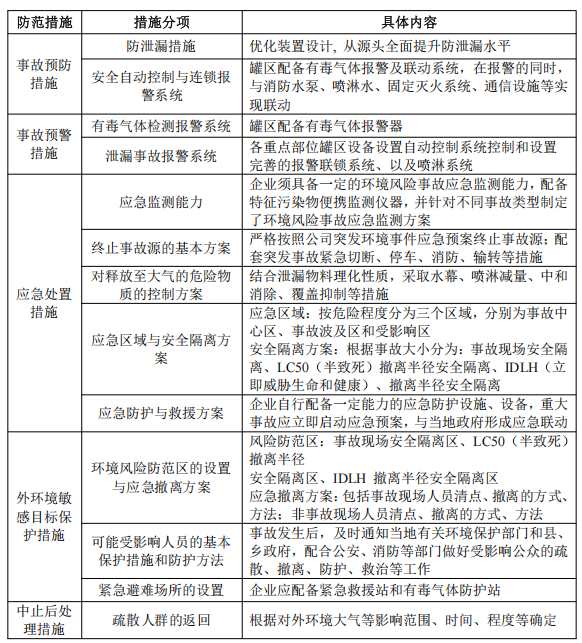 防范措施 措施分项 具体内容
事故预防
措施
防泄漏措施
优化装置设计, 从源头全面提升防泄漏水平
安全自动控制与连锁报
警系统
罐区配备有毒气体报警及联动系统，在报警的同时，
与消防水泵、喷淋水、固定灭火系统、通信设施等实
现联动
事故预警
措施
有毒气体检测报警系统
罐区配备有毒气体报警器
泄漏事故报警系统
各重点部位罐区设备设置自动控制系统控制和设置
完善的报警联锁系统、以及喷淋系统
应急处置
措施
应急监测能力
企业须具备一定的环境风险事故应急监测能力，配备
特征污染物便携监测仪器，并针对不同事故类型制定
了环境风险事故应急监测方案
终止事故源的基本方案
严格按照公司突发环境事件应急预案终止事故源：配
套突发事故紧急切断、停车、消防、输转等措施
对释放至大气的危险物
质的控制方案
结合泄漏物料理化性质，采取水幕、喷淋减量、中和
消除、覆盖抑制等措施
应急区域与安全隔离方
案
应急区域：按危险程度分为三个区域，分别为事故中
心区、事故波及区和受影响区
安全隔离方案：根据事故大小分为：事故现场安全隔
离、LC50（半致死）撤离半径安全隔离、IDLH（立
即威胁生命和健康）、撤离半径安全隔离
应急防护与救援方案
企业自行配备一定能力的应急防护设施、设备，重大
事故应立即启动应急预案，与当地政府形成应急联动
外环境敏
感目标保
护措施
环境风险防范区的设置
与应急撤离方案
风险防范区：事故现场安全隔离区、LC50（半致死）
撤离半径
安全隔离区、IDLH 撤离半径安全隔离区
应急撤离方案：包括事故现场人员清点、撤离的方式、
方法；非事故现场人员清点、撤离的方式、方法
可能受影响人员的基本
保护措施和防护方法
事故发生后，及时通知当地有关环境保护部门和县、
乡政府，配合公安、消防等部门做好受影响公众的疏
散、撤离、防护、救治等工作
紧急避难场所的设置
企业应配备紧急救援站和有毒气体防护站
中止后处
理措施
疏散人群的返回
根据对外环境大气等影响范围、时间、程度等确定